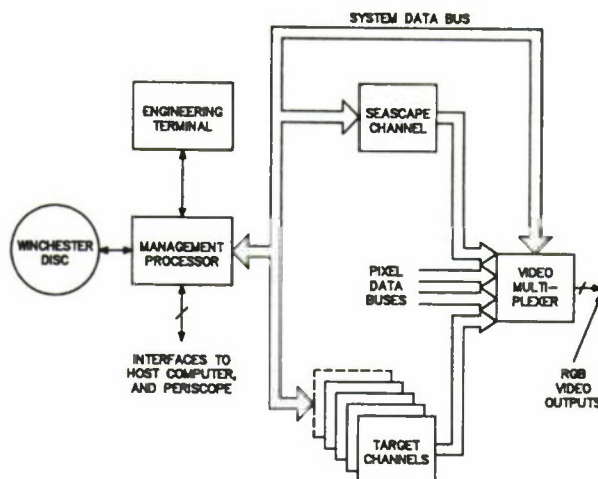 SYSTEM DATA BUS
ENGINEERING
TERMINAL
SEASCAPE
CHANNEL
WINCHESTER
DISC
MANAGEMENT
PROCESSOR
PIXEL
DATA
BUSES
VIDEO
MULTI-
PLEXER
INTERFACES TO
HOST COMPUTER,
AND PERISCOPE
RGB
VIDEO
OUTPUTS
TARGET
CHANNELS